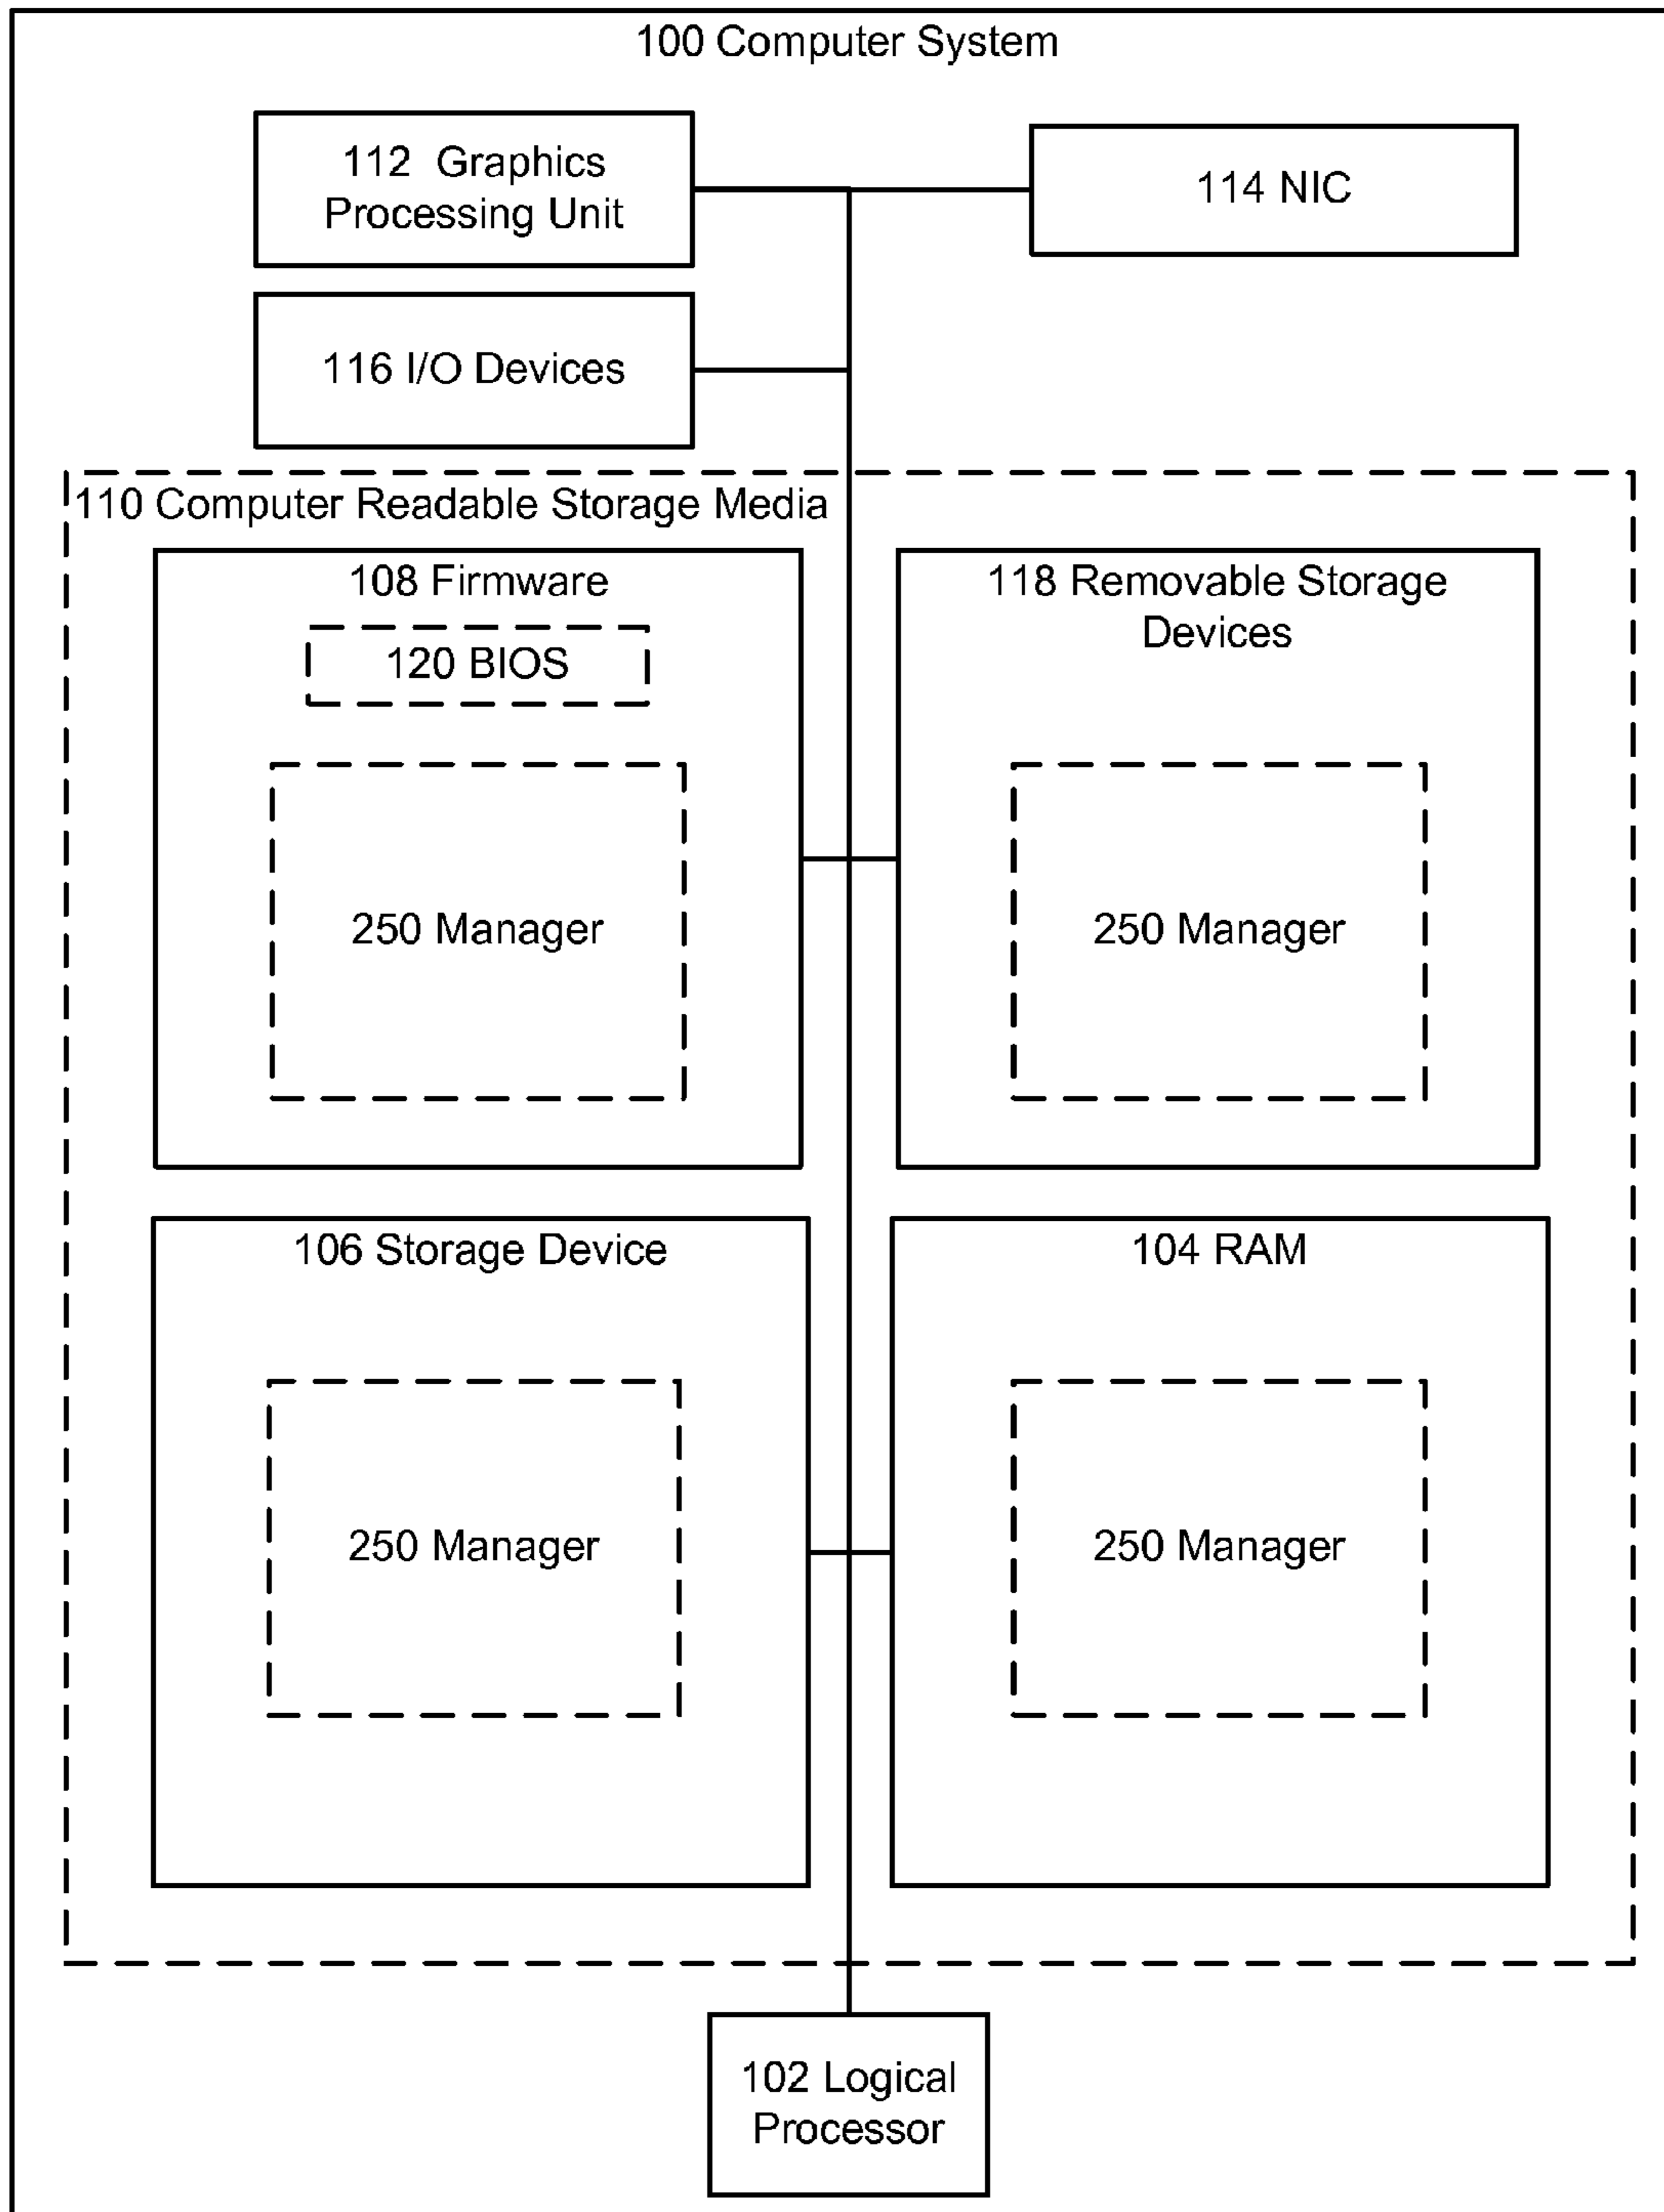 100 Computer System
112 Graphics
Processing Unit
114 NIC
116 I/O Devices
110 Computer Readable Storage Media
108 Firmware
120 BIOS
250 Manager
118 Removable Storage
Devices
250 Manager
106 Storage Device
250 Manager
104 RAM
250 Manager
102 Logical
Processor